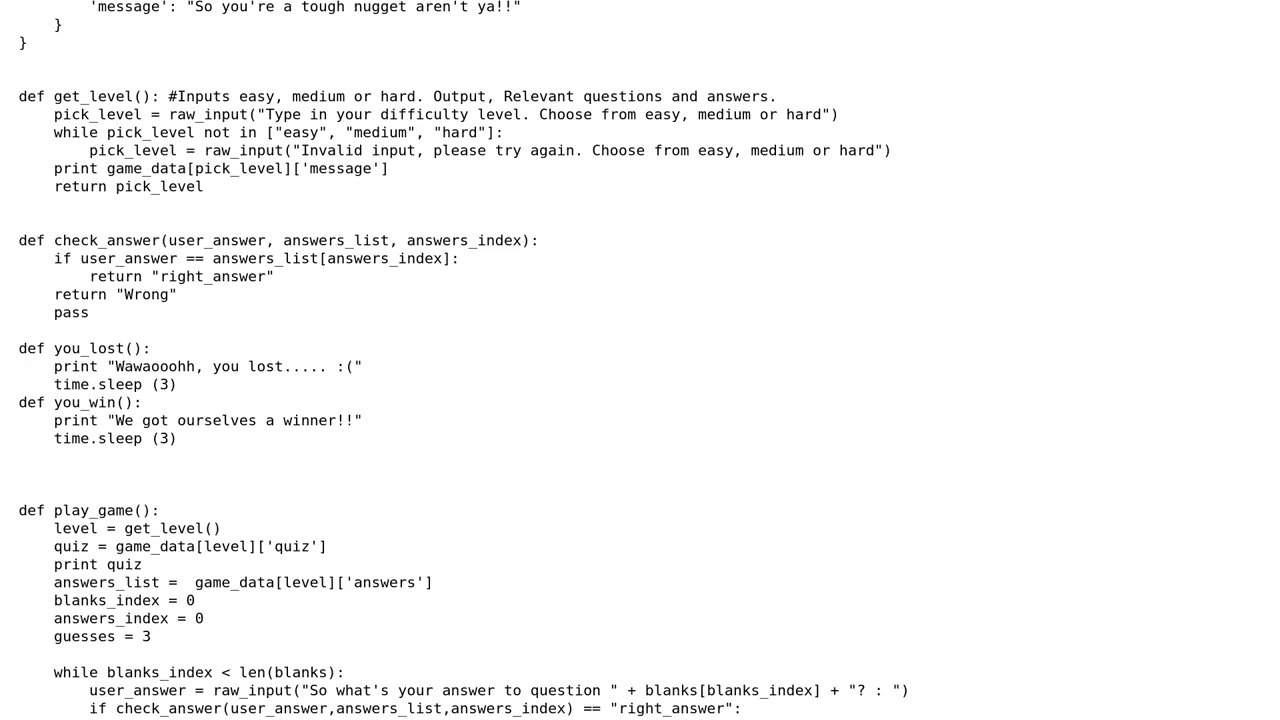 'message': "So you're a tough nugget aren't ya!!"
    }
}
def get_level(): #Inputs easy, medium or hard. Output, Relevant questions and answers.
    pick_level = raw_input("Type in your difficulty level. Choose from easy, medium or hard")
    while pick_level not in ["easy", "medium", "hard"]:
        pick_level = raw_input("Invalid input, please try again. Choose from easy, medium or hard")
    print game_data[pick_level]['message']
    return pick_level
def check_answer(user_answer, answers_list, answers_index):
    if user_answer == answers_list[answers_index]:
        return "right_answer"
    return "Wrong"
    pass
def you_lost():
    print "Wawaooohh, you lost..... :("
    time.sleep (3)
def you_win():
    print "We got ourselves a winner!!"
    time.sleep (3)
def play_game():
    level = get_level()
    quiz = game_data[level]['quiz']
    print quiz
    answers_list =  game_data[level]['answers']
    blanks_index = 0
    answers_index = 0
    guesses = 3
    while blanks_index < len(blanks):
        user_answer = raw_input("So what's your answer to question " + blanks[blanks_index] + "? : ")
        if check_answer(user_answer,answers_list,answers_index) == "right_answer":